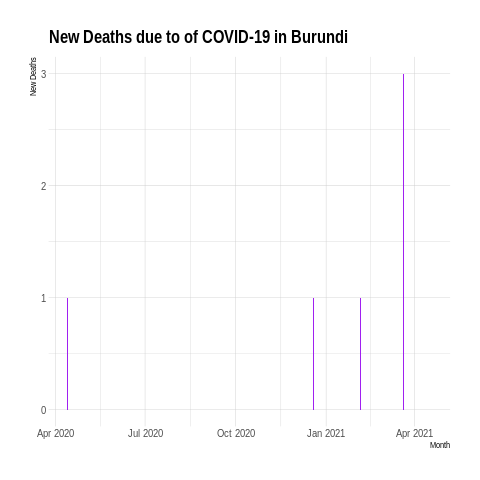 New Deaths due to of COVID-19 in Burundi
New Deaths
3
2
1
0
Apr 2020 Jul 2020 Oct 2020 Jan 2021 Apr 2021
Month